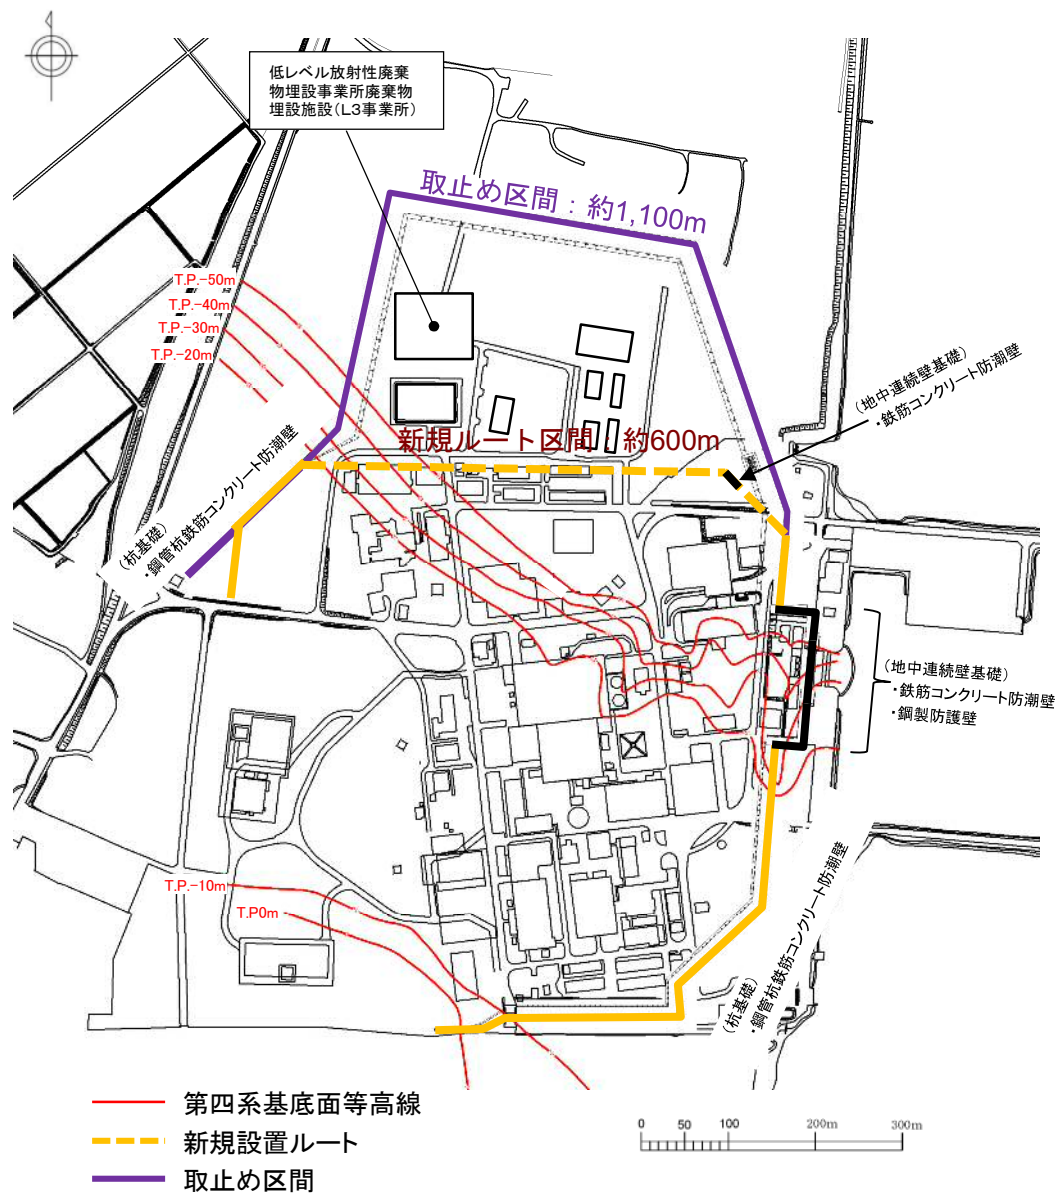 低レベル放射性廃棄
物埋設事業所廃棄物
埋設施設(L3事業所)
取止め区間：約1,100m
T.P.-50m
T.P.-40m
T.P.-30m
T.P.-20m
(地中連続壁基礎)
・鉄筋コンクリート防潮壁
新規ルート区間　約600m
(杭基礎)
・鋼管杭鉄筋コンクリート防潮壁
(地中連続壁基礎)
・鉄筋コンクリート防潮壁
・鋼製防護壁
T.P.-10m
T.P0m
(杭基礎)
・鋼管杭鉄筋コンクリート防潮壁
第四系基底面等高線
新規設置ルート
取止め区間
0 50 100 200m 300m